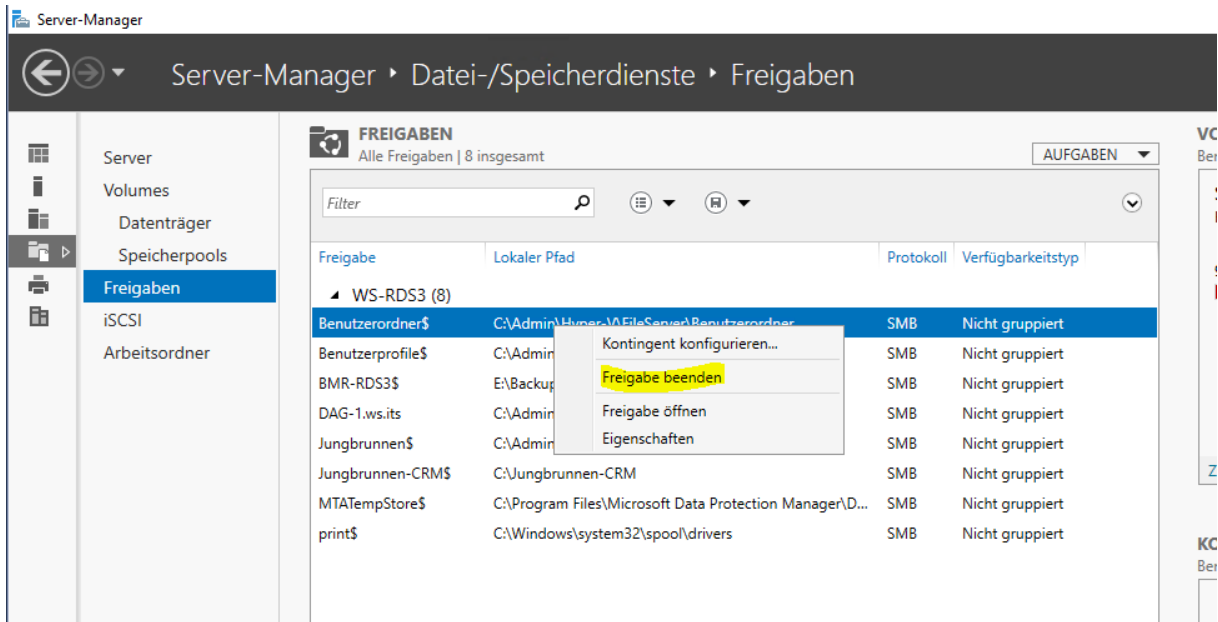 Server-Manager
Server-Manager ‣ Datei-/Speicherdienste ‣ Freigaben
Server
Volumes
Datenträger
Speicherpools
Freigaben
iSCSI
Arbeitsordner
FREIGABEN
Alle Freigaben | 8 insgesamt
AUFGABEN
Filter
Freigabe Lokaler Pfad Protokoll Verfügbarkeitstyp
WS-RDS3 (8)
Benutzerordner$ C:\Admin\Hyper-V\FileServer\Benutzerordner SMB Nicht gruppiert
Benutzerprofile$ C:\Admin SMB Nicht gruppiert
BMR-RDS3$ E:\Backup SMB Nicht gruppiert
DAG-1.ws.its C:\Admin SMB Nicht gruppiert
Jungbrunnen$ C:\Admin SMB Nicht gruppiert
Jungbrunnen-CRM$ C:\Jungbrunnen-CRM SMB Nicht gruppiert
MTATempStore$ C:\Program Files\Microsoft Data Protection Manager\D... SMB Nicht gruppiert
print$ C:\Windows\system32\spool\drivers SMB Nicht gruppiert
Kontingent konfigurieren...
Freigabe beenden
Freigabe öffnen
Eigenschaften